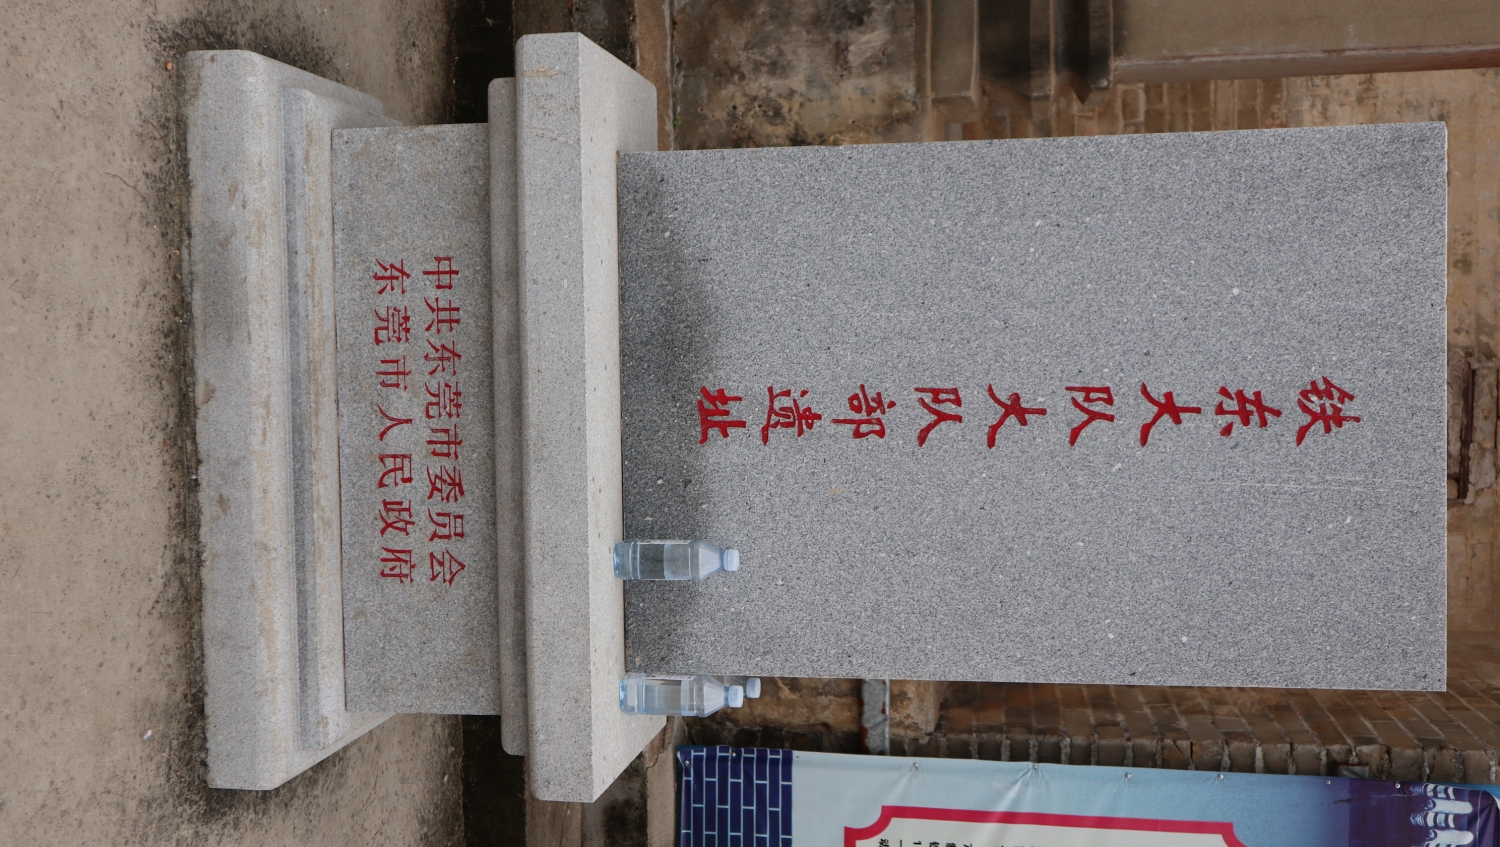 铁东大队大队部遗址
中共东莞市委员会
东莞市人民政府